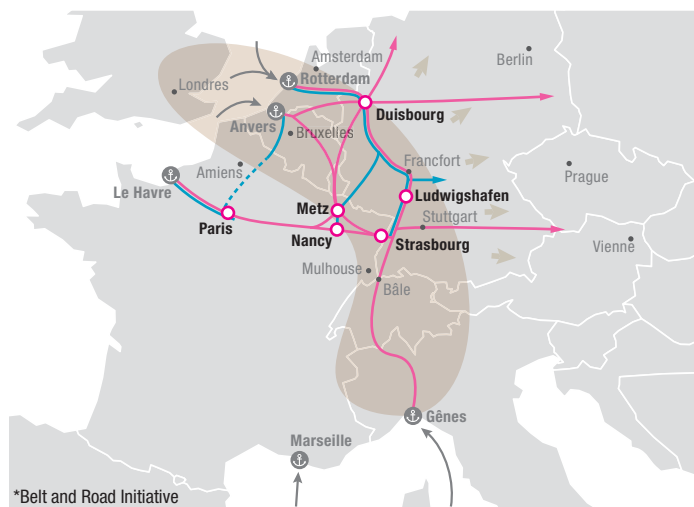 Amsterdam
Berlin
Londres
Rotterdam
Duisbourg
Anvers
Bruxelles
Amiens
Francfort
Prague
Le Havre
Ludwigshafen
Metz
Stuttgart
Paris
Nancy
Strasbourg
Vienne
Mulhouse
Bâle
Gênes
Marseille
*Belt and Road Initiative